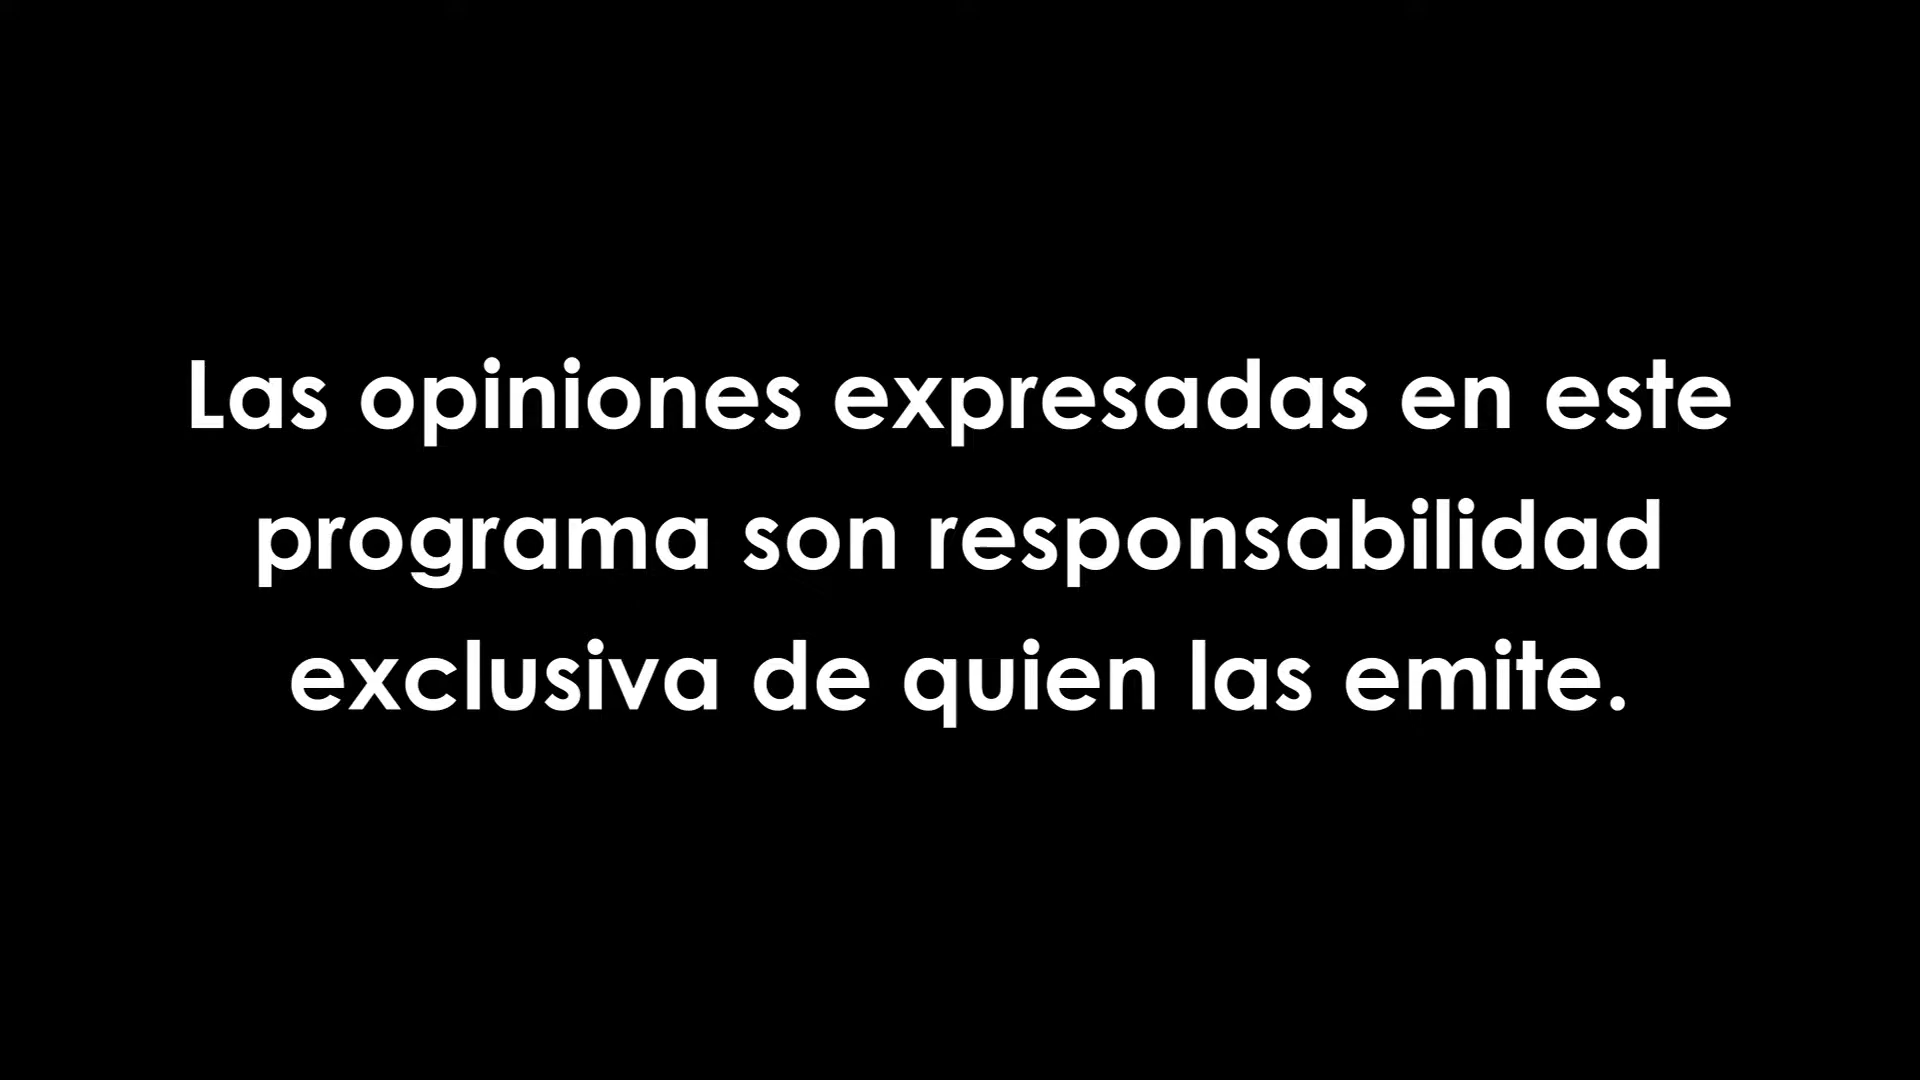 Las opiniones expresadas en este
programa son responsabilidad
exclusiva de quien las emite.